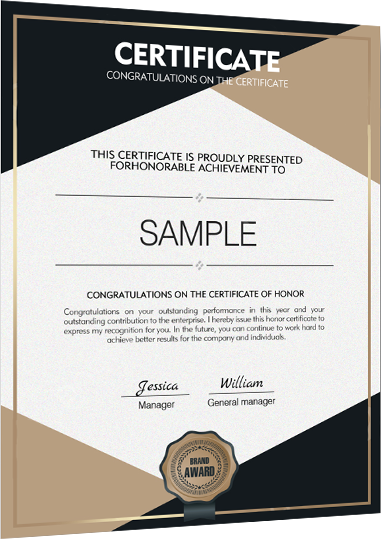 CERTIFICATE
CONGRATULATIONS ON THE CERTIFICATE
THIS CERTIFICATE IS PROUDLY PRESENTED
FORHONORABLE ACHIEVEMENT TO
SAMPLE
CONGRATULATIONS ON THE CERTIFICATE OF HONOR
Congratulations on your outstanding performance in this year and your
outstanding contribution to the enterprise. I hereby issue this honor certificate to
express my recognition for you. In the future, you can continue to work hard to
achieve better results for the company and individuals.
Jessica William
Manager General manager
BRAND
AWARD